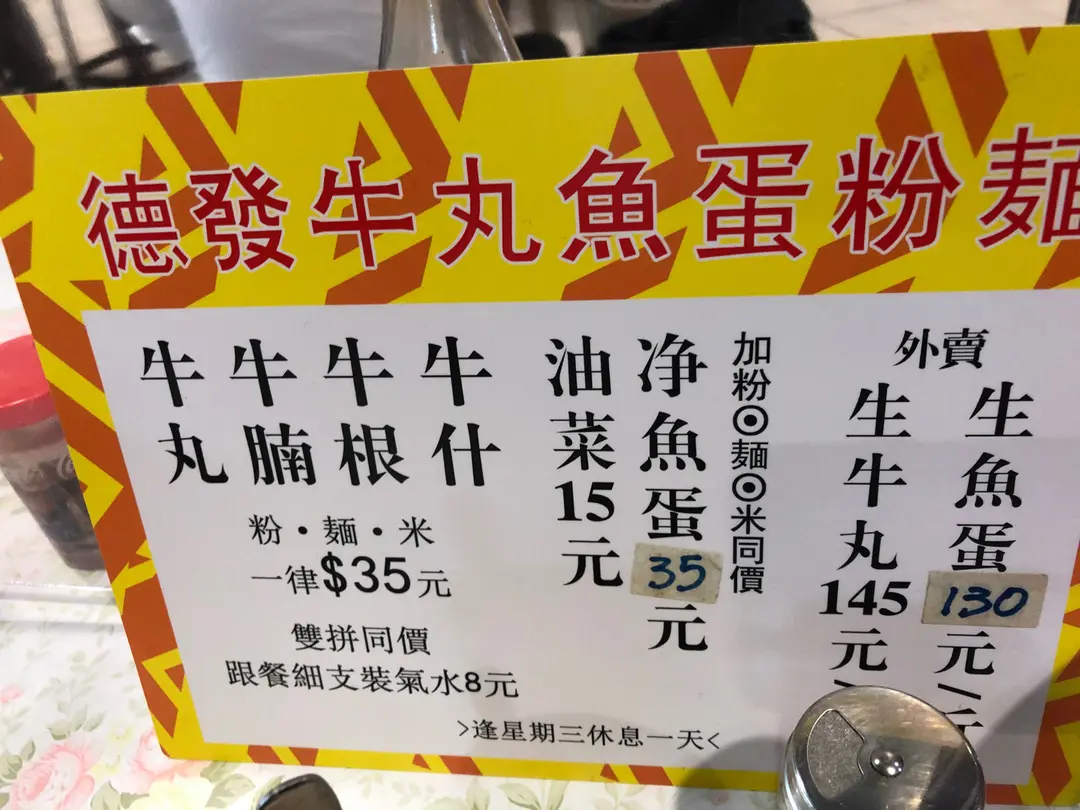 德發牛丸魚蛋粉麵
牛丸
牛腩
牛根
牛什
粉·麵·米
一律$35元
雙拼同價
跟餐細支裝氣水8元
油菜15元
净魚蛋35元
加粉⊙麵⊙米同價
外賣
生牛丸145元
生魚蛋130元/
>逢星期三休息一天<